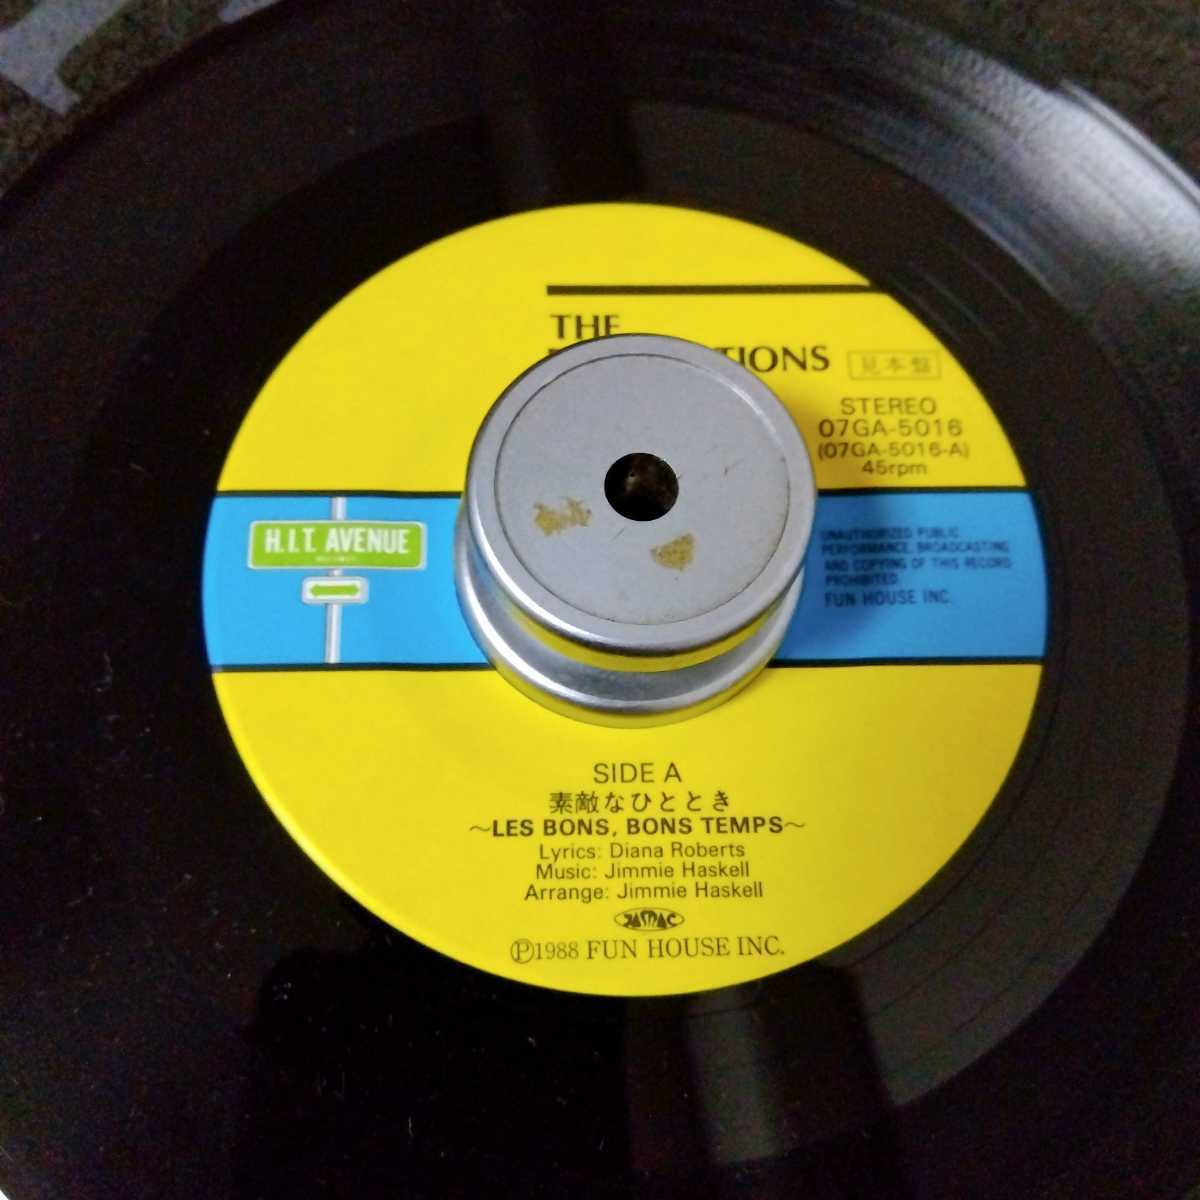 THE
見本盤
STEREO
07GA-5016
(07GA-5016-A)
45rpm
H.I.T. AVENUE
UNAUTHORIZED PUBLIC
PERFORMANCE, BROADCASTING
AND COPYING OF THIS RECORD
PROHIBITED.
FUN HOUSE INC.
SIDE A
素敵なひととき
~LES BONS, BONS TEMPS~
Lyrics: Diana Roberts
Music: Jimmie Haskell
Arrange: Jimmie Haskell
JASRAC
Ⓟ1988 FUN HOUSE INC.